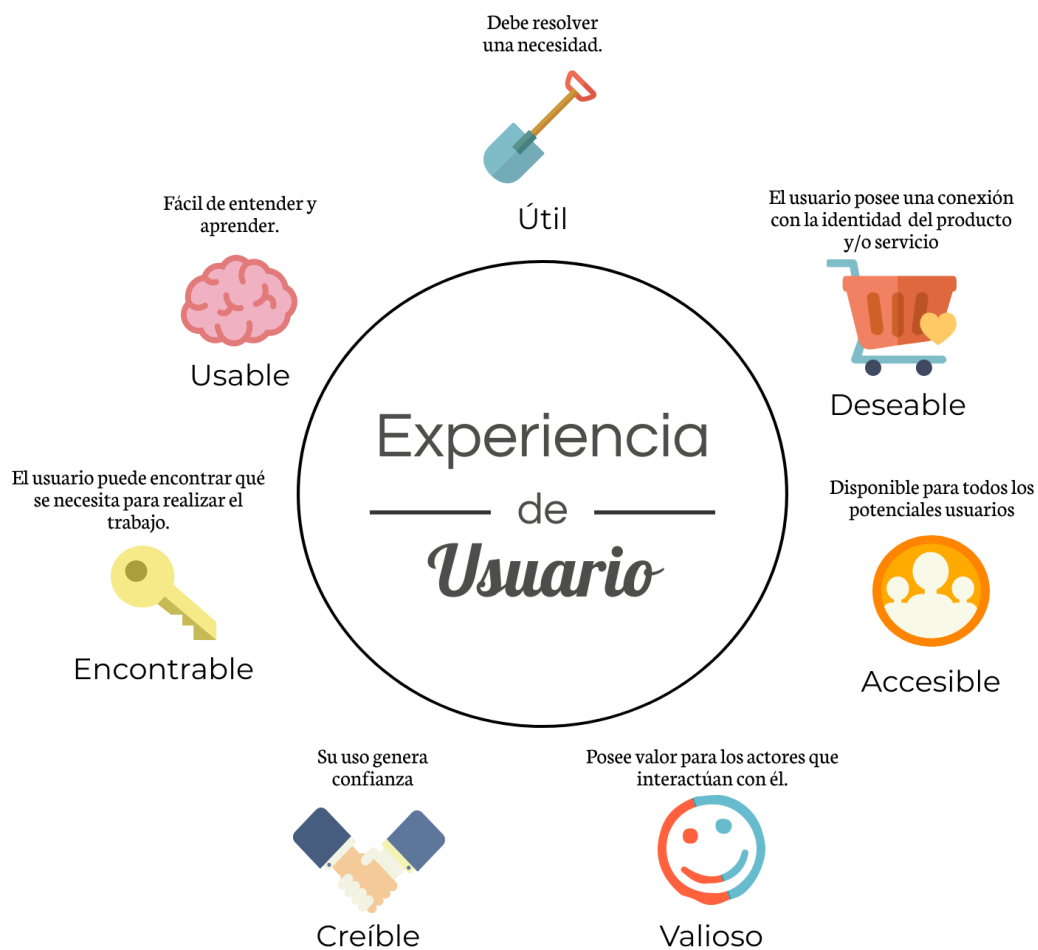 Debe resolver
una necesidad.
Útil
El usuario posee una conexión
con la identidad del producto
y/o servicio
Deseable
Disponible para todos los
potenciales usuarios
Accesible
Posee valor para los actores que
interactúan con él.
Valioso
Su uso genera
confianza
Creíble
El usuario puede encontrar qué
se necesita para realizar el
trabajo.
Encontrable
Fácil de entender y
aprender.
Usable
Experiencia
de
Usuario